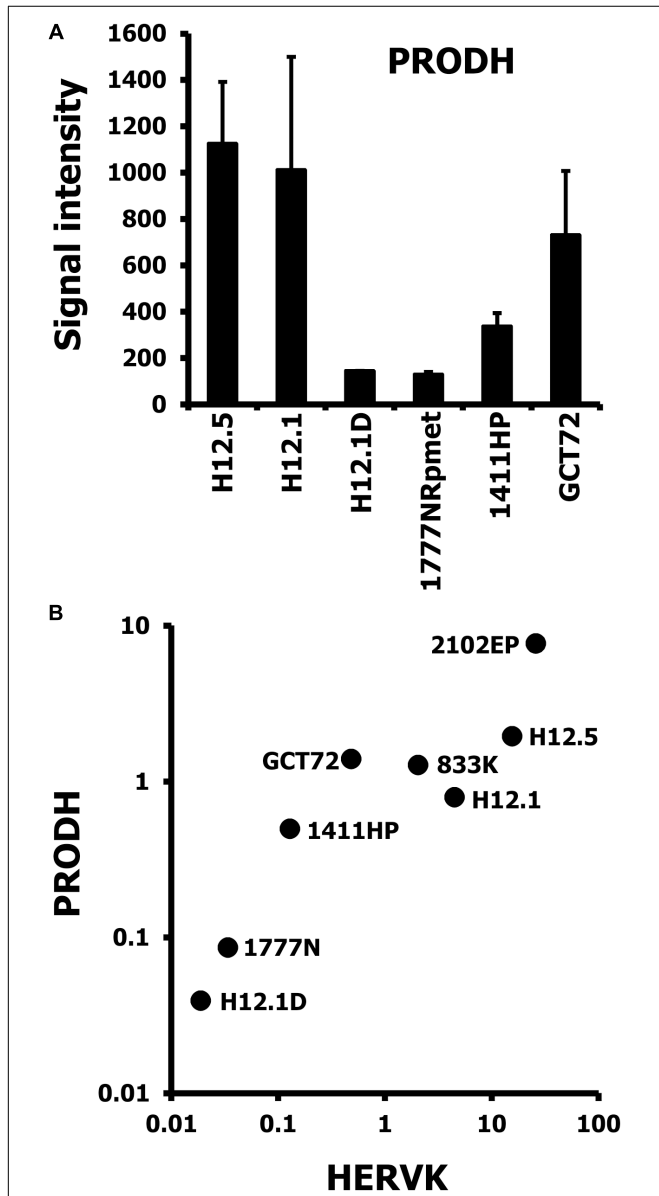 A
PRODH
Signal intensity
1600
1400
1200
1000
800
600
400
200
0
H12.5
H12.1
H12.1D
1777NRpmet
1411HP
GCT72
B
PRODH
10
1
0.1
0.01
2102EP
H12.5
GCT72
833K
H12.1
1411HP
1777N
H12.1D
0.01
0.1
1
10
100
HERVK